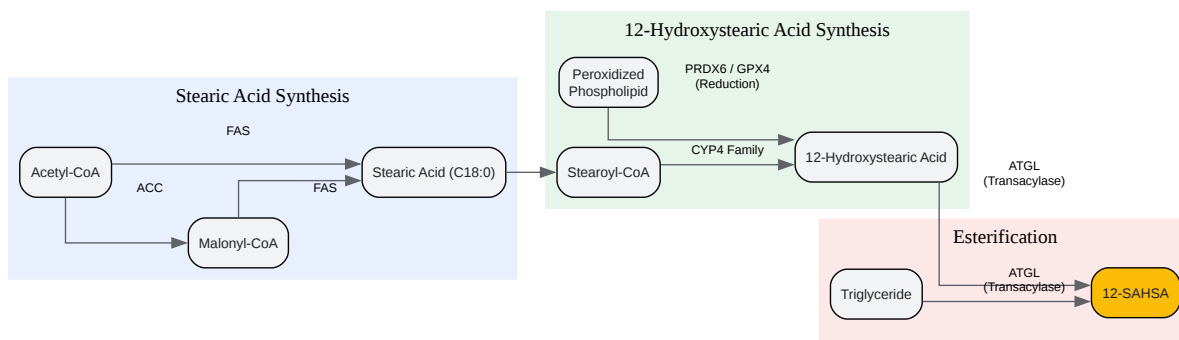 12-Hydroxystearic Acid Synthesis
Peroxidized
Phospholipid
PRDX6 / GPX4
(Reduction)
Stearic Acid Synthesis
FAS
Acetyl-CoA
ACC
FAS
Stearic Acid (C18:0)
Malonyl-CoA
Stearoyl-CoA
CYP4 Family
12-Hydroxystearic Acid
ATGL
(Transacylase)
Esterification
Triglyceride
ATGL
(Transacylase)
12-SAHSA